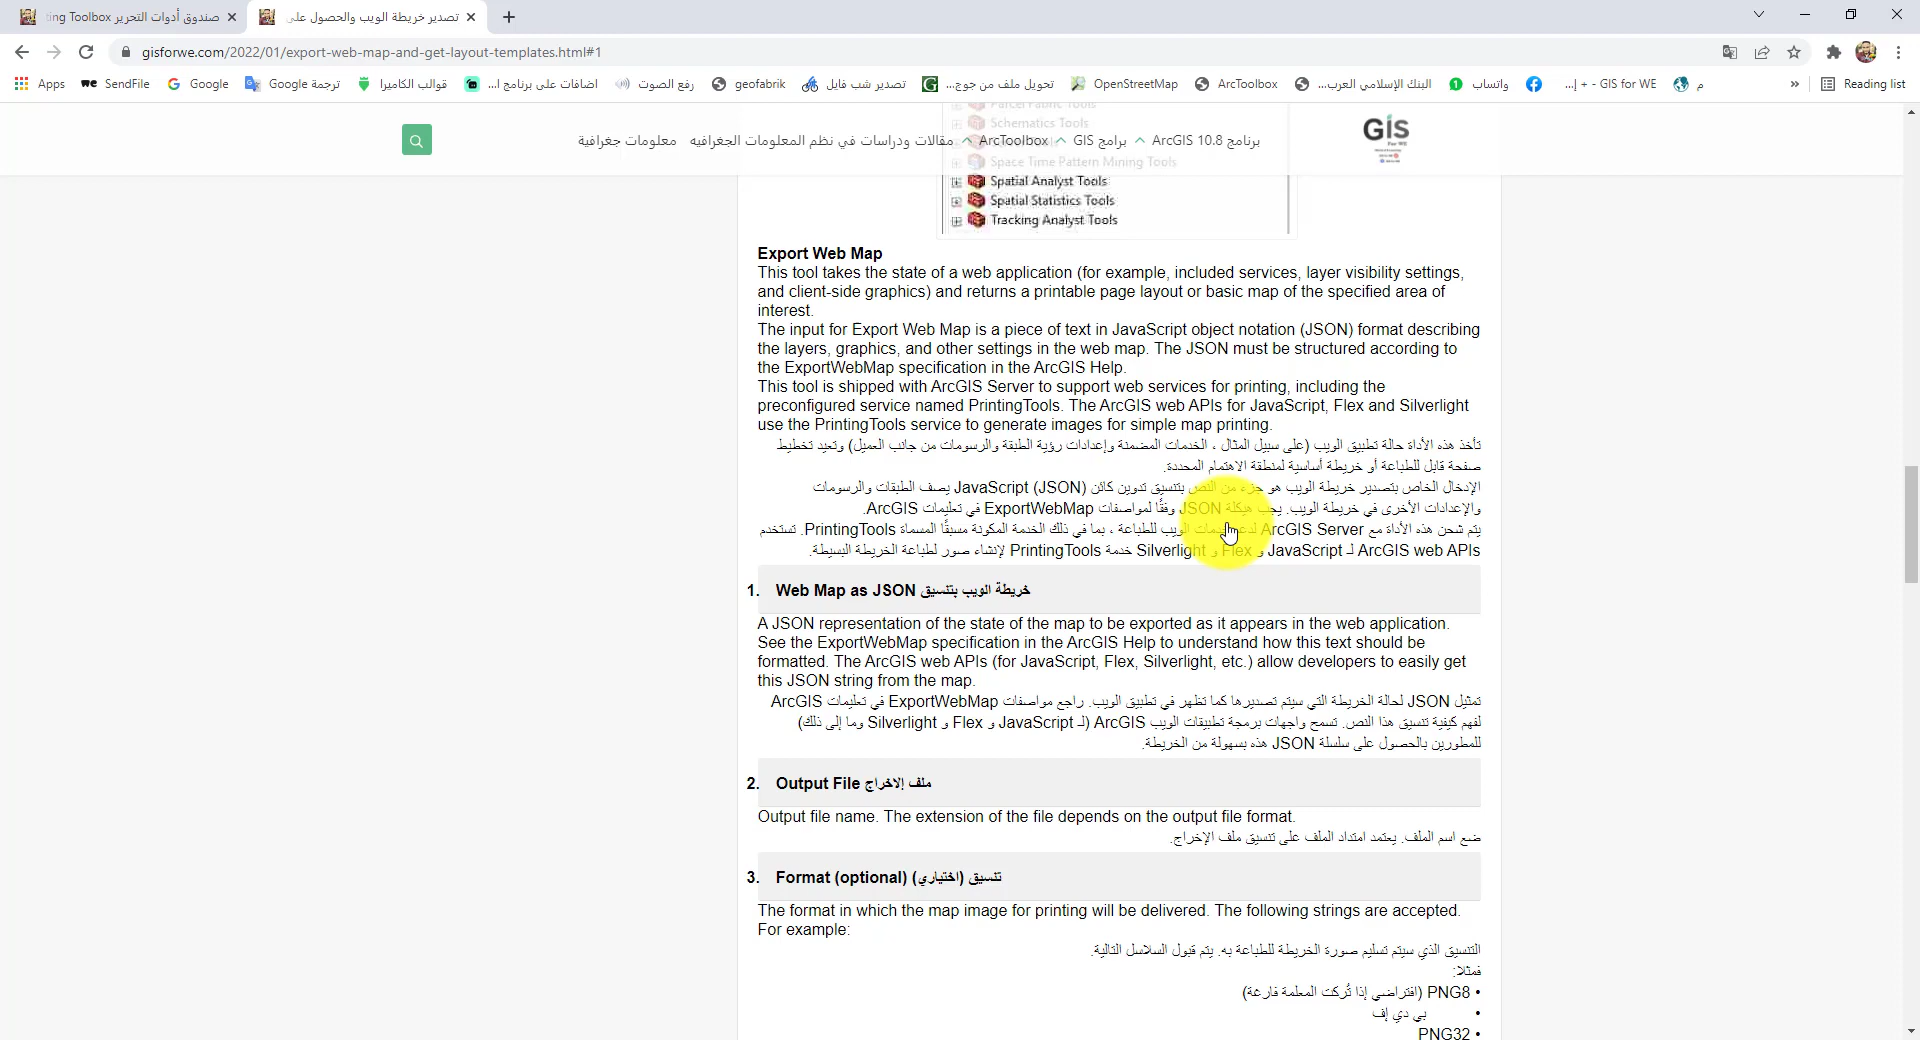 صندوق أدوات التحرير ing Toolbox
تصدير خريطة الويب والحصول على
gisforwe.com/2022/01/export-web-map-and-get-layout-templates.html#1
Apps
SendFile
Google
ترجمة Google
قوالب الكاميرا
اضافات على برنامج ا...
رفع الصوت
geofabrik
تصدير شب فايل
تحويل ملف من جوج...
OpenStreetMap
ArcToolbox
البنك الإسلامي العرب...
واتساب
GIS for WE - + إ...
م
»
Reading list
Parcel Fabric Tools
Schematics Tools
برنامج ArcGIS 10.8
برامج GIS
ArcToolbox
مقالات ودراسات في نظم المعلومات الجغرافيه
معلومات جغرافية
GIS
For WE
Space Time Pattern Mining Tools
Spatial Analyst Tools
Spatial Statistics Tools
Tracking Analyst Tools
Export Web Map
This tool takes the state of a web application (for example, included services, layer visibility settings,
and client-side graphics) and returns a printable page layout or basic map of the specified area of
interest.
The input for Export Web Map is a piece of text in JavaScript object notation (JSON) format describing
the layers, graphics, and other settings in the web map. The JSON must be structured according to
the ExportWebMap specification in the ArcGIS Help.
This tool is shipped with ArcGIS Server to support web services for printing, including the
preconfigured service named PrintingTools. The ArcGIS web APIs for JavaScript, Flex and Silverlight
use the PrintingTools service to generate images for simple map printing.
تأخذ هذه الأداة حالة تطبيق الويب (على سبيل المثال ، الخدمات المضمنة وإعدادات رؤية الطبقة والرسومات من جانب العميل) وتعيد تخطيط
صفحة قابل للطباعة أو خريطة أساسية لمنطقة الاهتمام المحددة.
الإدخال الخاص بتصدير خريطة الويب هو جزء من النص بتنسيق تدوين كائن JavaScript (JSON) يصف الطبقات والرسومات
والإعدادات الأخرى في خريطة الويب. يجب هيكلة JSON وفقًا لمواصفات ExportWebMap في تعليمات ArcGIS.
يتم شحن هذه الأداة مع ArcGIS Server الويب للطباعة ، بما في ذلك الخدمة المكونة مسبقًا المسماة PrintingTools. تستخدم
ArcGIS web APIs لـ JavaScript و Flex و Silverlight خدمة PrintingTools لإنشاء صور لطباعة الخريطة البسيطة.
1. Web Map as JSON خريطة الويب بتنسيق
A JSON representation of the state of the map to be exported as it appears in the web application.
See the ExportWebMap specification in the ArcGIS Help to understand how this text should be
formatted. The ArcGIS web APIs (for JavaScript, Flex, Silverlight, etc.) allow developers to easily get
this JSON string from the map.
تمثيل JSON لحالة الخريطة التي سيتم تصديرها كما تظهر في تطبيق الويب. راجع مواصفات ExportWebMap في تعليمات ArcGIS
لفهم كيفية تنسيق هذا النص. تسمح واجهات برمجة تطبيقات الويب ArcGIS (لـ JavaScript و Flex و Silverlight وما إلى ذلك)
للمطورين بالحصول على سلسلة JSON هذه بسهولة من الخريطة.
2. Output File ملف إلاخراج
Output file name. The extension of the file depends on the output file format.
ضع اسم الملف. يعتمد امتداد الملف على تنسيق ملف الإخراج.
3. Format (optional) تنسيق (اختياري)
The format in which the map image for printing will be delivered. The following strings are accepted.
For example:
التنسيق الذي سيتم تسليم صورة الخريطة للطباعة به. يتم قبول السلاسل التالية.
فمثلا:
• PNG8 (افتراضي إذا تُركت المعلمة فارغة)
• بي دي إف
• PNG32